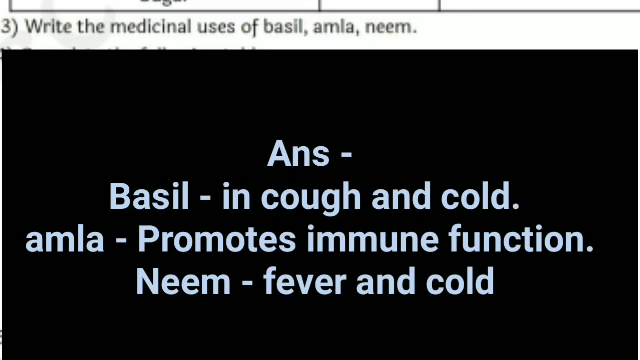 3) Write the medicinal uses of basil, amla, neem.
Ans -
Basil - in cough and cold.
amla - Promotes immune function.
Neem - fever and cold